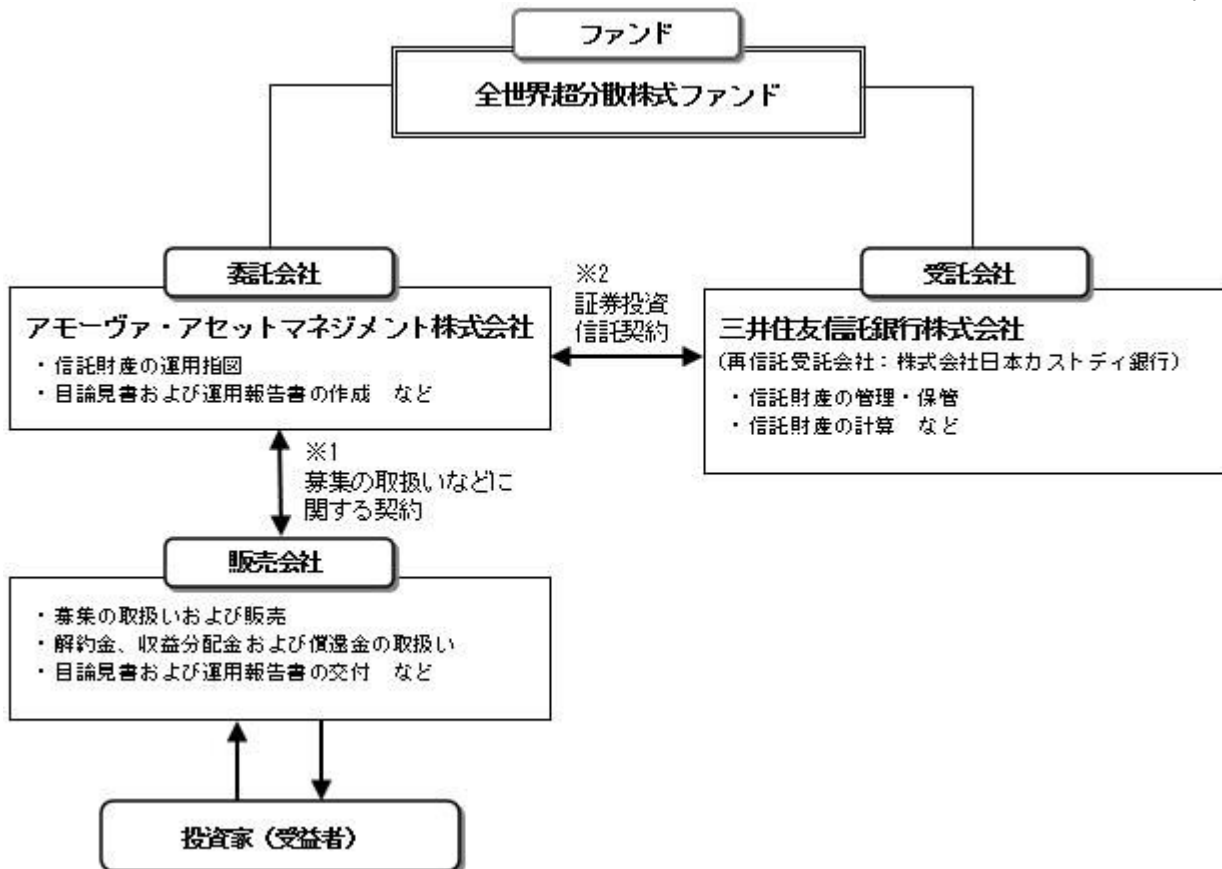 ファンド
全世界超分散株式ファンド
委託会社
アモーヴァ・アセットマネジメント株式会社
・信託財産の運用指図
・目論見書および運用報告書の作成　など
※2
証券投資
信託契約
受託会社
三井住友信託銀行株式会社
(再信託受託会社：株式会社日本カストディ銀行)
・信託財産の管理・保管
・信託財産の計算　など
※1
募集の取扱いなどに
関する契約
販売会社
・募集の取扱いおよび販売
・解約金、収益分配金および償還金の取扱い
・目論見書および運用報告書の交付　など
投資家（受益者）